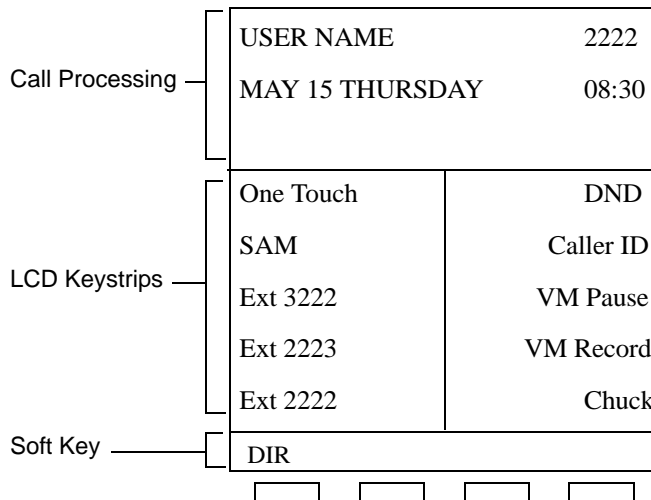 USER NAME 2222
Call Processing
MAY 15 THURSDAY 08:30
One Touch DND
SAM Caller ID
LCD Keystrips
Ext 3222 VM Pause
Ext 2223 VM Record
Ext 2222 Chuck
Soft Key
DIR